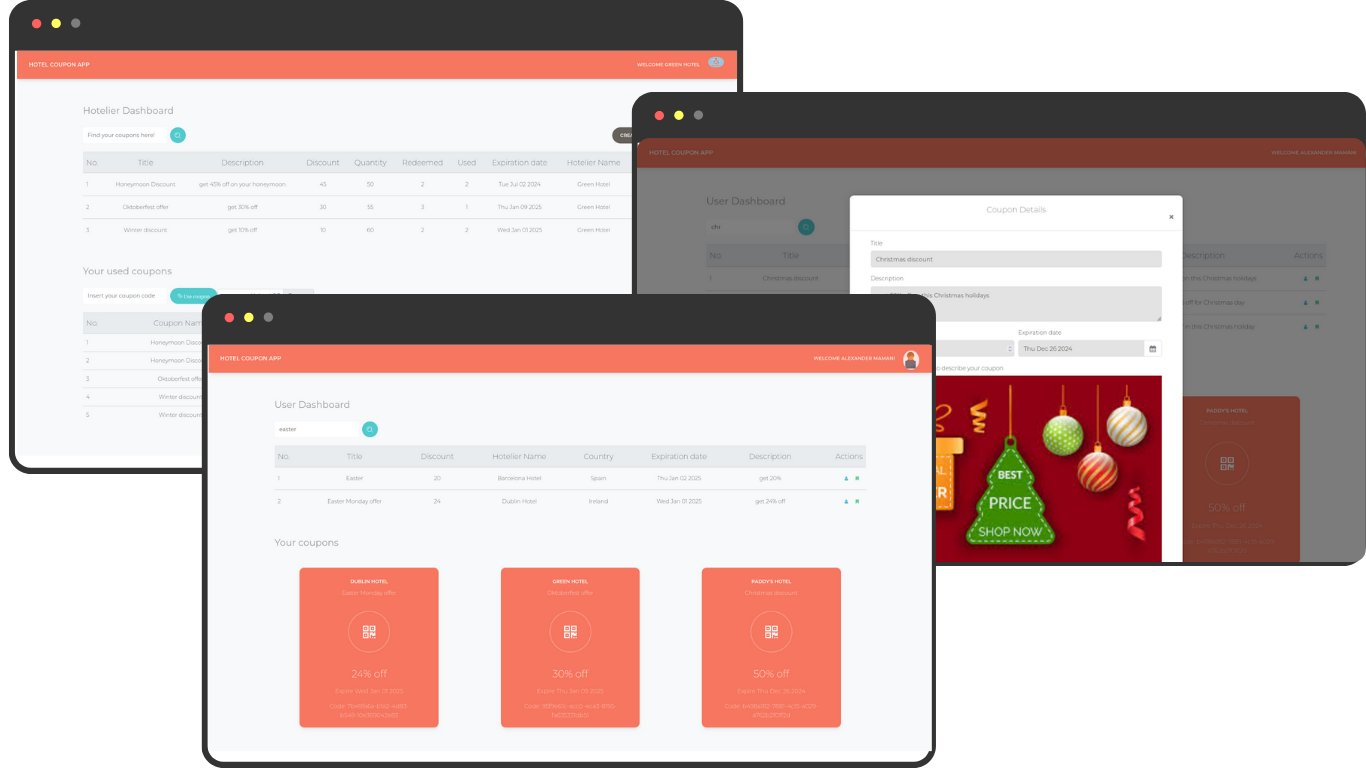 HOTEL COUPON APP
WELCOME GREEN HOTEL
Hotelier Dashboard
Find your coupons here!
No. Title Description Discount Quantity Redeemed Used Expiration date Hotelier Name
1 Honeymoon Discount get 45% off on your honeymoon 45 50 2 2 Tue Jul 02 2024 Green Hotel
2 Oktoberfest offer get 30% off 30 35 3 1 Thu Jan 09 2025 Green Hotel
3 Winter discount get 10% off 10 60 2 2 Wed Jan 01 2025 Green Hotel
Your used coupons
Insert your coupon code Use coupon
No. Coupon Nam
1 Honeymoon Disco
2 Honeymoon Disco
3 Oktoberfest offe
4 Winter discoun
5 Winter discoun
HOTEL COUPON APP
WELCOME ALEXANDER MAMANI
User Dashboard
chr
No. Title Description Actions
1 Christmas discount on this Christmas holidays
off for Christmas day
on this Christmas holiday
Coupon Details
×
Title
Christmas discount
Description
this Christmas holidays
Expiration date
Thu Dec 26 2024
to describe your coupon
BEST
PRICE
SHOP NOW
PADDY'S HOTEL
Christmas discount
50% off
Expire Thu Dec 26 2024
HOTEL COUPON APP
WELCOME ALEXANDER MAMANI
User Dashboard
easter
No. Title Discount Hotelier Name Country Expiration date Description Actions
1 Easter 20 Barcelona Hotel Spain Thu Jan 02 2025 get 20%
2 Easter Monday offer 24 Dublin Hotel Ireland Wed Jan 01 2025 get 24% off
Your coupons
DUBLIN HOTEL
Easter Monday offer
24% off
Expire Wed Jan 01 2025
Code:
GREEN HOTEL
Oktoberfest offer
30% off
Expire Thu Jan 09 2025
Code:
PADDY'S HOTEL
Christmas discount
50% off
Expire Thu Dec 26 2024
Code: